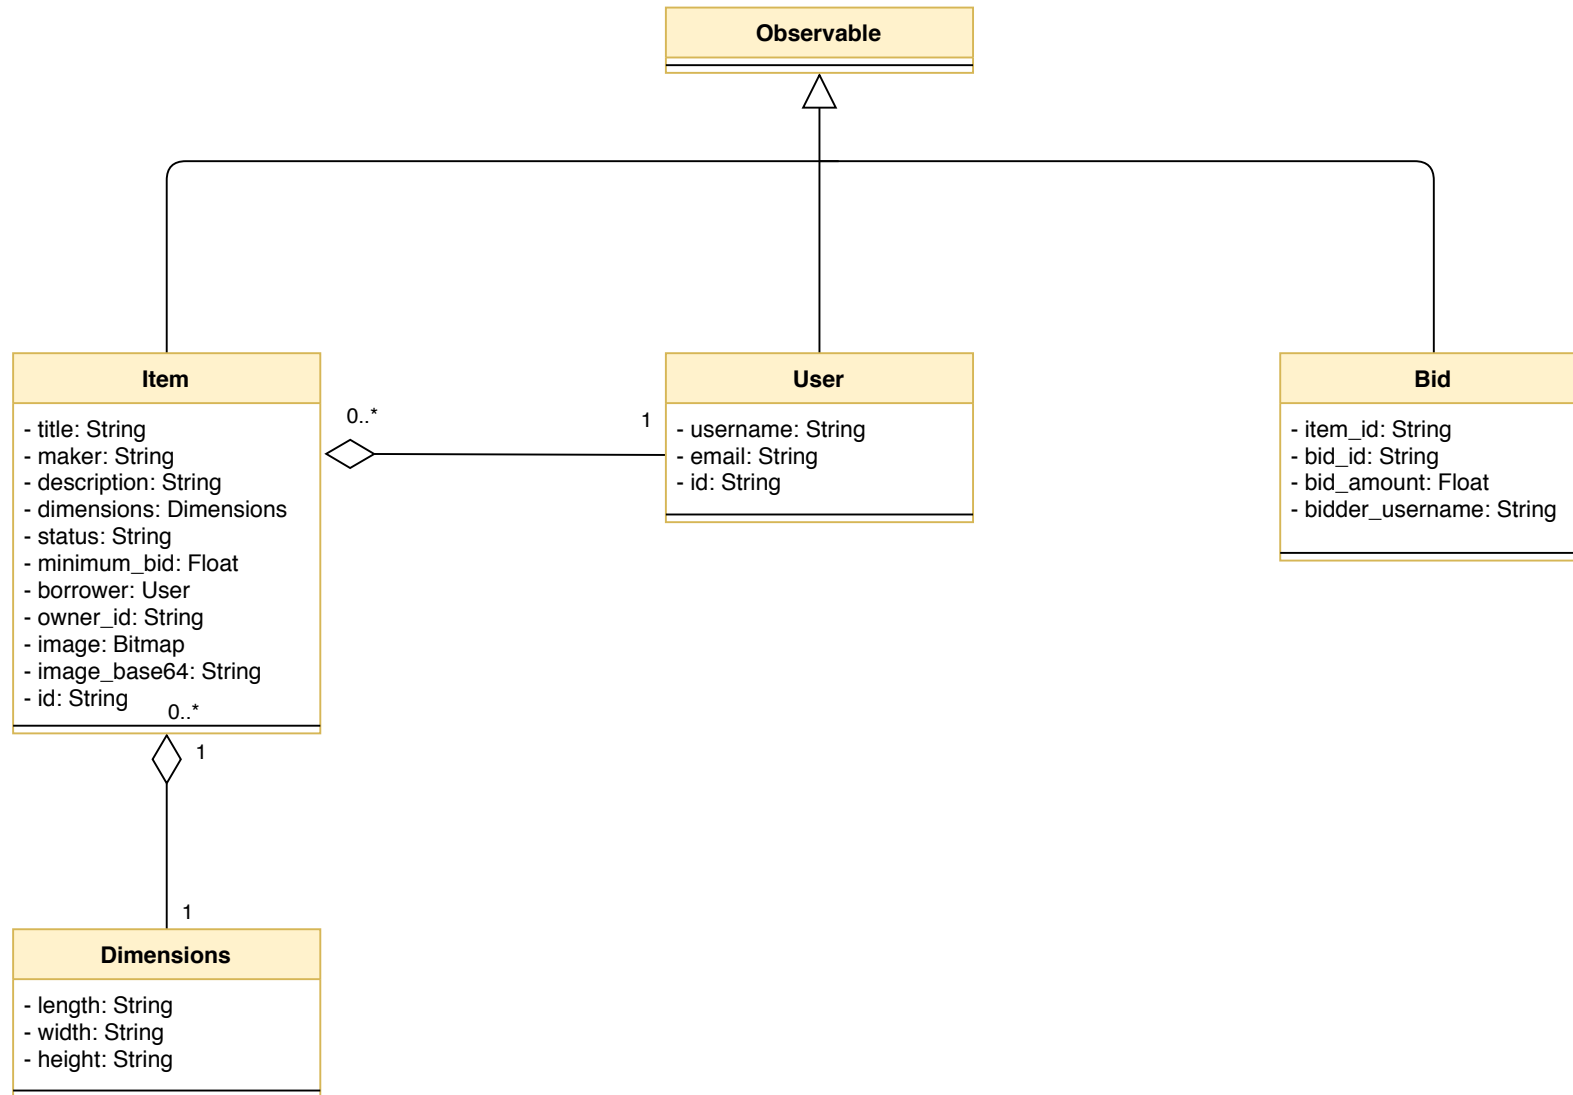 Observable
Item
- title: String
- maker: String
- description: String
- dimensions: Dimensions
- status: String
- minimum_bid: Float
- borrower: User
- owner_id: String
- image: Bitmap
- image_base64: String
- id: String
0..*
1
0..*
1
User
- username: String
- email: String
- id: String
Bid
- item_id: String
- bid_id: String
- bid_amount: Float
- bidder_username: String
1
Dimensions
- length: String
- width: String
- height: String